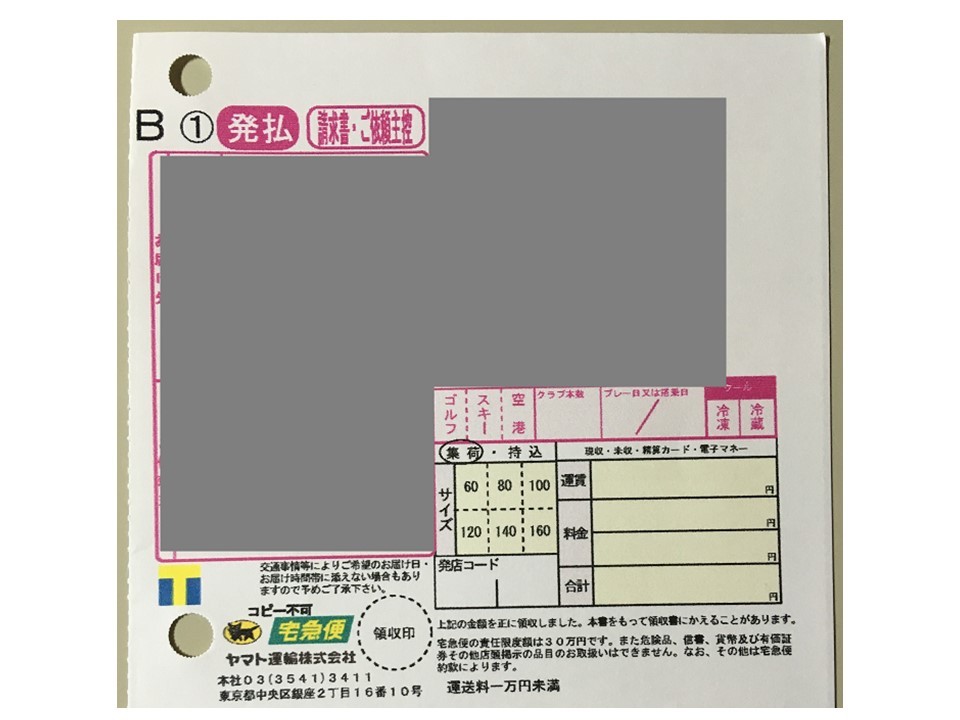 B ① 発払 請求書・ご依頼主控
ゴルフ スキー 空港 クラブ本数 プレー日又は搭乗日 クール
冷凍 冷蔵
集荷・持込 現収・未収・精算カード・電子マネー
サイズ 60 80 100 運賃 円
120 140 160 料金 円
円
発店コード 合計 円
交通事情等によりご希望のお届け日・
お届け時間帯に添えない場合もあり
ますので予めご了承下さい。
コピー不可
宅急便
ヤマト運輸株式会社
領収印
本社03(3541)3411
東京都中央区銀座2丁目16番10号
上記の金額を正に領収しました。本書をもって領収書にかえることがあります。
宅急便の責任限度額は30万円です。また危険品、信書、貨幣及び有価証
券その他店舗掲示の品目のお取扱いはできません。なお、その他は宅急便
約款によります。
運送料一万円未満